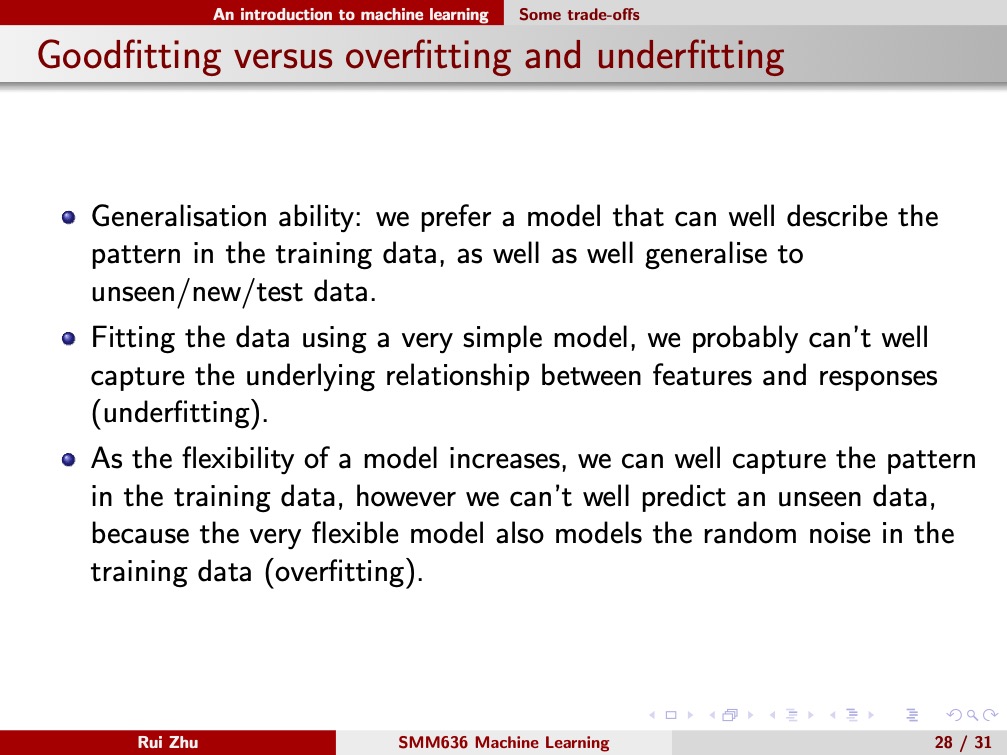 An introduction to machine learning Some trade-offs
Goodfitting versus overfitting and underfitting
Generalisation ability: we prefer a model that can well describe the
pattern in the training data, as well as well generalise to
unseen/new/test data.
Fitting the data using a very simple model, we probably can't well
capture the underlying relationship between features and responses
(underfitting).
As the flexibility of a model increases, we can well capture the pattern
in the training data, however we can't well predict an unseen data,
because the very flexible model also models the random noise in the
training data (overfitting).
Rui Zhu SMM636 Machine Learning 28 / 31